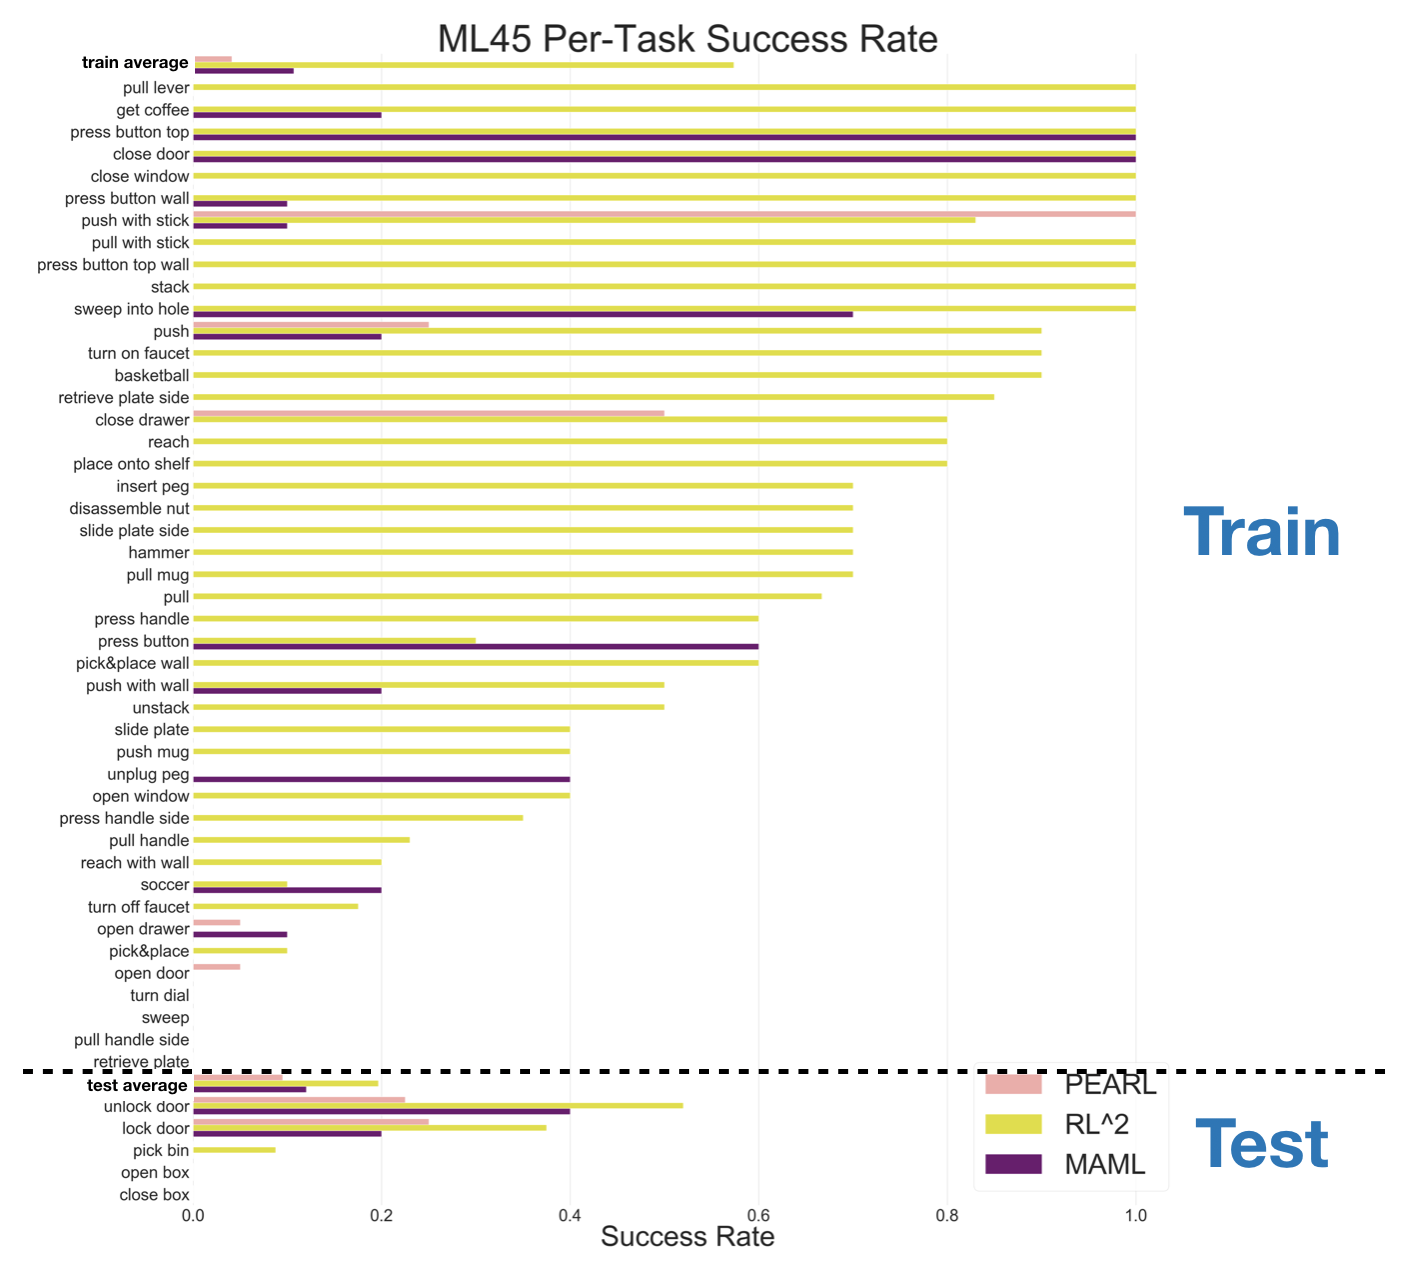 ML45 Per-Task Success Rate
train average
pull lever
get coffee
press button top
close door
close window
press button wall
push with stick
pull with stick
press button top wall
stack
sweep into hole
push
turn on faucet
basketball
retrieve plate side
close drawer
reach
place onto shelf
insert peg
disassemble nut
slide plate side
hammer
pull mug
pull
press handle
press button
pick&place wall
push with wall
unstack
slide plate
push mug
unplug peg
open window
press handle side
pull handle
reach with wall
soccer
turn off faucet
open drawer
pick&place
open door
turn dial
sweep
pull handle side
retrieve plate
Train
test average
unlock door
lock door
pick bin
open box
close box
PEARL
RL^2
MAML
Test
0.0 0.2 0.4 0.6 0.8 1.0
Success Rate